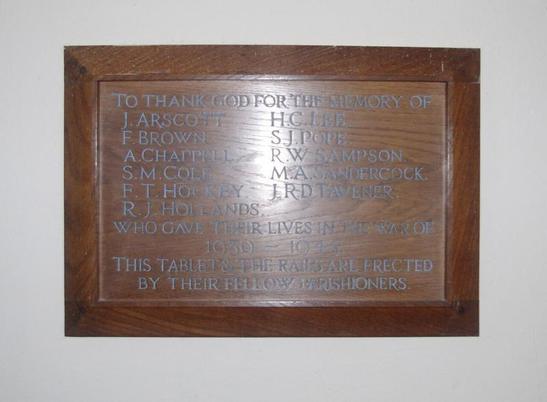 TO THANK GOD FOR THE MEMORY OF
J. ARSCOTT H.C. LEE
F. BROWN. S.J. POPE
A. CHAPPELL R.W. SAMPSON.
S.M. COLE M.A. SANDERCOCK.
F.T. HOCKEY J.R.D. TAVENER.
R.J. HOLLANDS.
WHO GAVE THEIR LIVES IN THE WAR OF
1939 – 1945
THIS TABLET & THE RAILS ARE ERECTED
BY THEIR FELLOW PARISHIONERS.